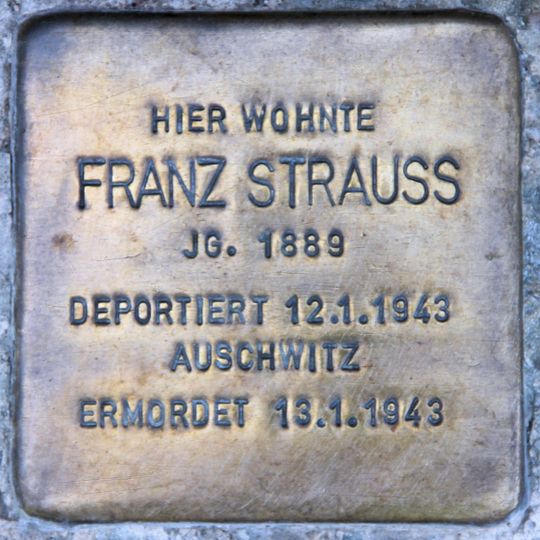 HIER WOHNTE
FRANZ STRAUSS
JG. 1889
DEPORTIERT 12.1.1943
AUSCHWITZ
ERMORDET 13.1.1943